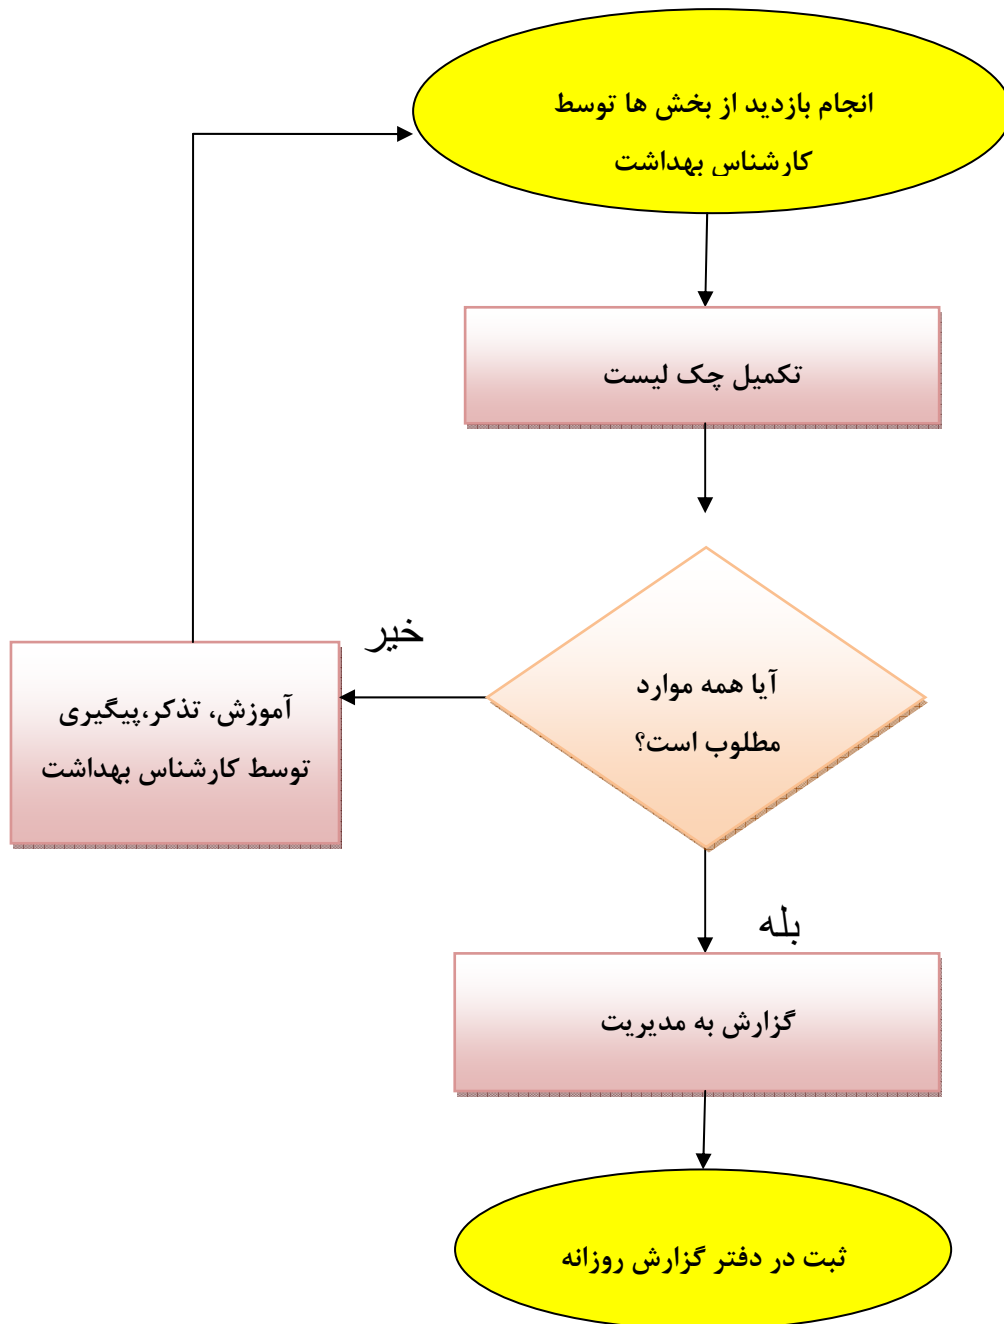 انجام بازدید از بخش ها توسط
کارشناس بهداشت
تکمیل چک لیست
آیا همه موارد
مطلوب است؟
خیر
آموزش، تذکر،پیگیری
توسط کارشناس بهداشت
بله
گزارش به مدیریت
ثبت در دفتر گزارش روزانه